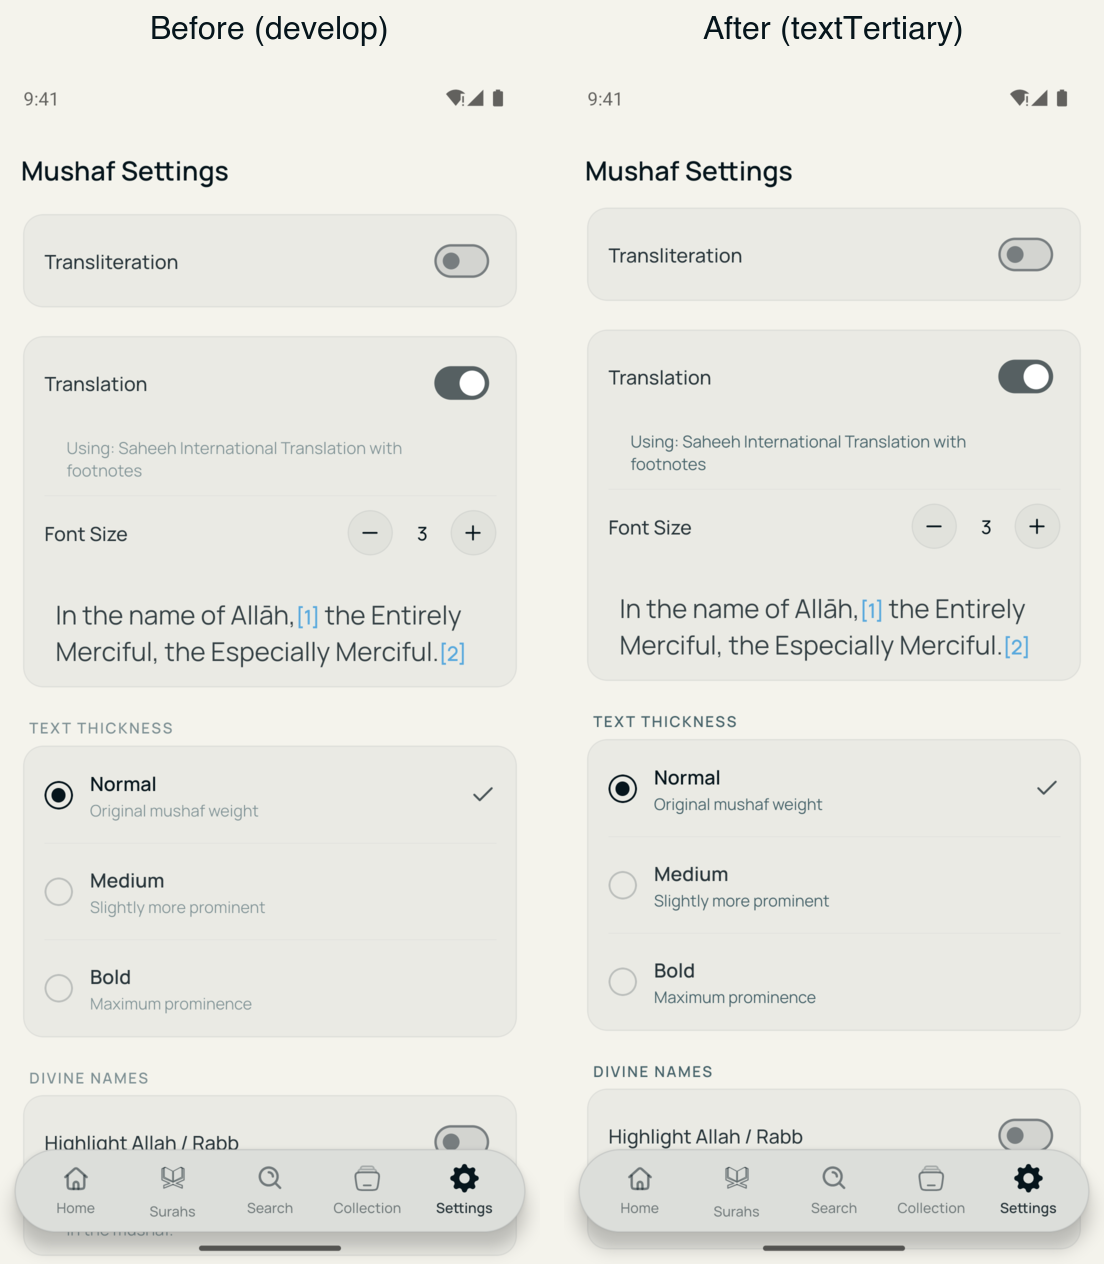 Before (develop)
9:41
Mushaf Settings
Transliteration
Translation
Using: Saheeh International Translation with
footnotes
Font Size
3
In the name of Allāh,[1] the Entirely
Merciful, the Especially Merciful.[2]
TEXT THICKNESS
Normal
Original mushaf weight
Medium
Slightly more prominent
Bold
Maximum prominence
DIVINE NAMES
Highlight Allah / Rabb
in the mushaf.
Home
Surahs
Search
Collection
Settings
After (textTertiary)
9:41
Mushaf Settings
Transliteration
Translation
Using: Saheeh International Translation with
footnotes
Font Size
3
In the name of Allāh,[1] the Entirely
Merciful, the Especially Merciful.[2]
TEXT THICKNESS
Normal
Original mushaf weight
Medium
Slightly more prominent
Bold
Maximum prominence
DIVINE NAMES
Highlight Allah / Rabb
Home
Surahs
Search
Collection
Settings